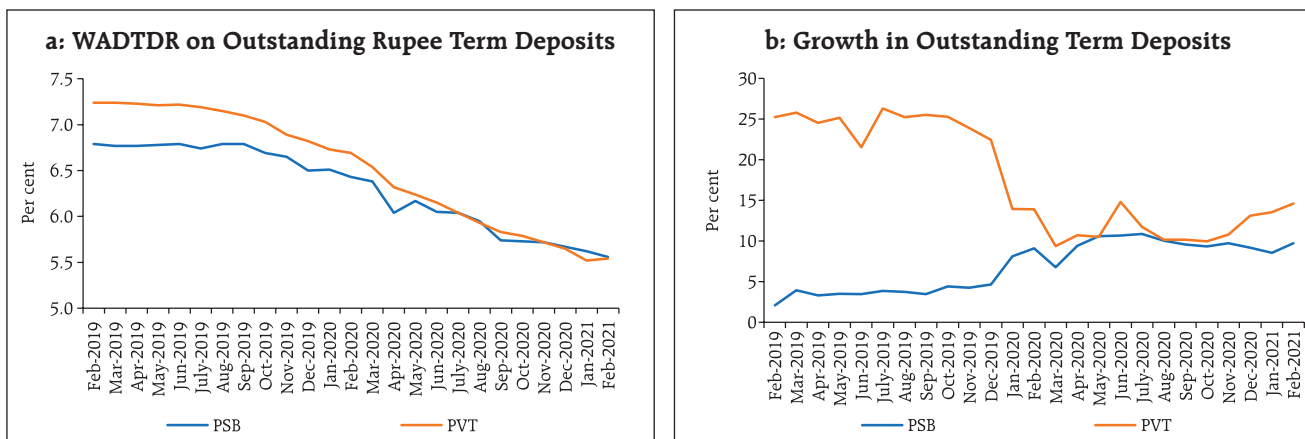 a: WADTDR on Outstanding Rupee Term Deposits
7.5
7.0
6.5
6.0
5.5
5.0
Per cent
Feb-2019
Mar-2019
Apr-2019
May-2019
Jun-2019
July-2019
Aug-2019
Sep-2019
Oct-2019
Nov-2019
Dec-2019
Jan-2020
Feb-2020
Mar-2020
Apr-2020
May-2020
Jun-2020
July-2020
Aug-2020
Sep-2020
Oct-2020
Nov-2020
Dec-2020
Jan-2021
Feb-2021
PSB PVT
b: Growth in Outstanding Term Deposits
30
25
20
15
10
5
0
Per cent
Feb-2019
Mar-2019
Apr-2019
May-2019
Jun-2019
July-2019
Aug-2019
Sep-2019
Oct-2019
Nov-2019
Dec-2019
Jan-2020
Feb-2020
Mar-2020
Apr-2020
May-2020
Jun-2020
July-2020
Aug-2020
Sep-2020
Oct-2020
Nov-2020
Dec-2020
Jan-2021
Feb-2021
PSB PVT